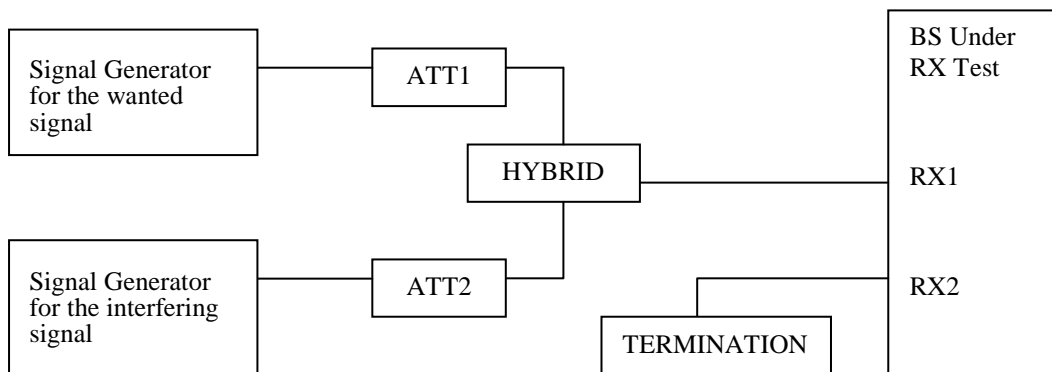 Signal Generator
for the wanted
signal
ATT1
HYBRID
BS Under
RX Test
RX1
Signal Generator
for the interfering
signal
ATT2
RX2
TERMINATION